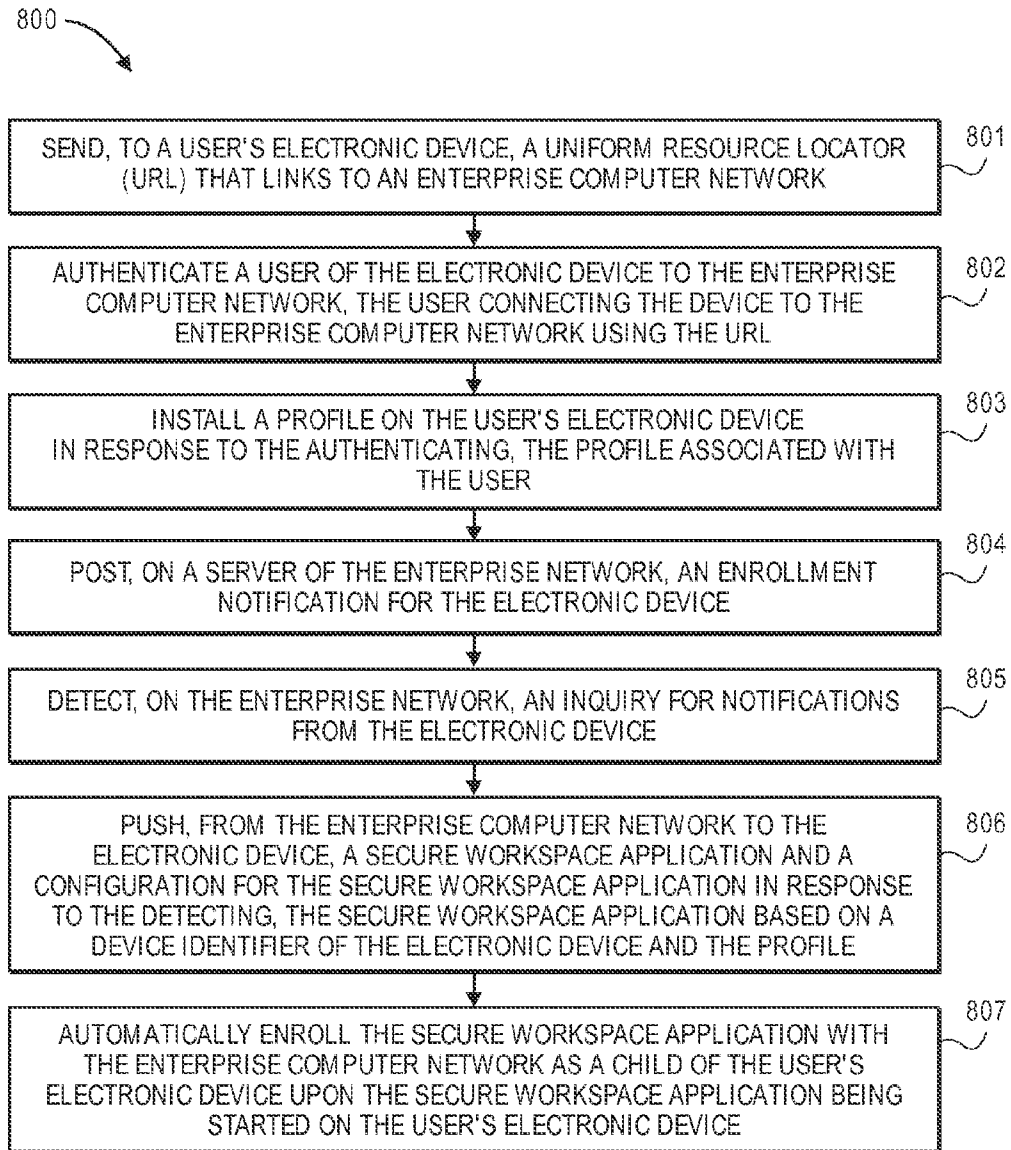 800
SEND, TO A USER'S ELECTRONIC DEVICE, A UNIFORM RESOURCE LOCATOR
(URL) THAT LINKS TO AN ENTERPRISE COMPUTER NETWORK
801
AUTHENTICATE A USER OF THE ELECTRONIC DEVICE TO THE ENTERPRISE
COMPUTER NETWORK, THE USER CONNECTING THE DEVICE TO THE
ENTERPRISE COMPUTER NETWORK USING THE URL
802
INSTALL A PROFILE ON THE USER'S ELECTRONIC DEVICE
IN RESPONSE TO THE AUTHENTICATING, THE PROFILE ASSOCIATED WITH
THE USER
803
POST, ON A SERVER OF THE ENTERPRISE NETWORK, AN ENROLLMENT
NOTIFICATION FOR THE ELECTRONIC DEVICE
804
DETECT, ON THE ENTERPRISE NETWORK, AN INQUIRY FOR NOTIFICATIONS
FROM THE ELECTRONIC DEVICE
805
PUSH, FROM THE ENTERPRISE COMPUTER NETWORK TO THE
ELECTRONIC DEVICE, A SECURE WORKSPACE APPLICATION AND A
CONFIGURATION FOR THE SECURE WORKSPACE APPLICATION IN RESPONSE
TO THE DETECTING, THE SECURE WORKSPACE APPLICATION BASED ON A
DEVICE IDENTIFIER OF THE ELECTRONIC DEVICE AND THE PROFILE
806
AUTOMATICALLY ENROLL THE SECURE WORKSPACE APPLICATION WITH
THE ENTERPRISE COMPUTER NETWORK AS A CHILD OF THE USER'S
ELECTRONIC DEVICE UPON THE SECURE WORKSPACE APPLICATION BEING
STARTED ON THE USER'S ELECTRONIC DEVICE
807